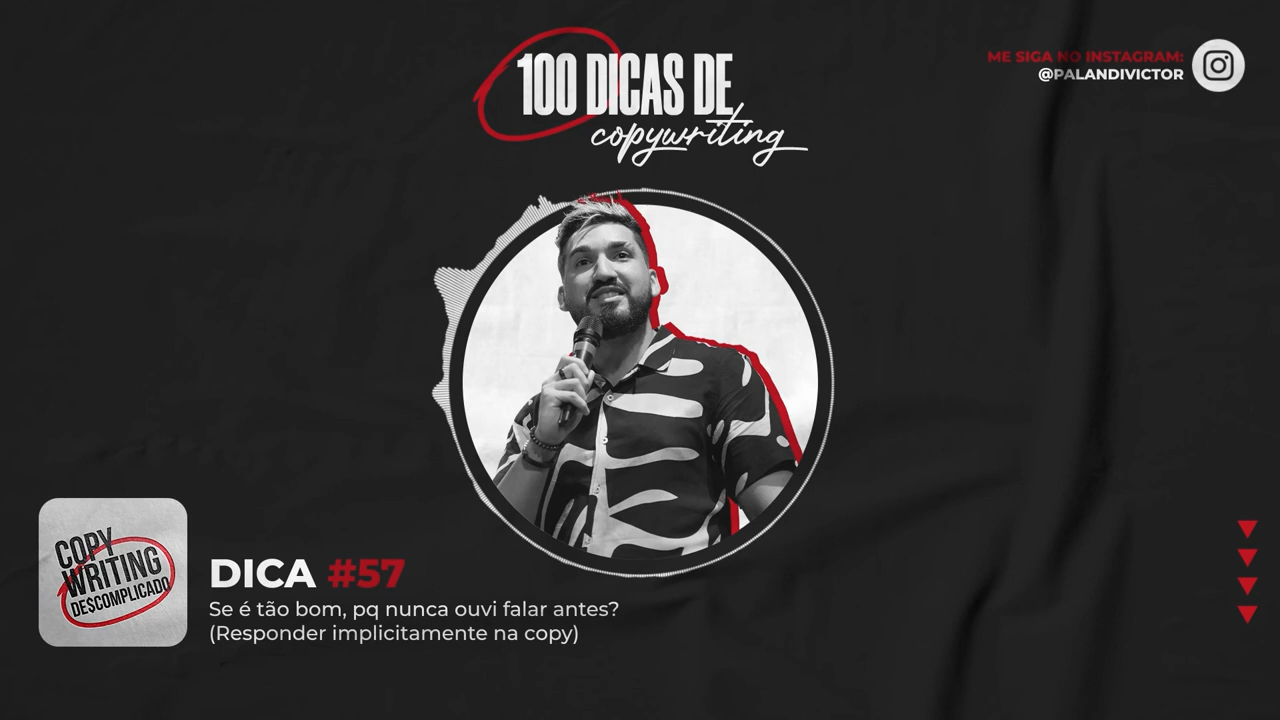 100 DICAS DE
copywriting
ME SIGA NO INSTAGRAM:
@PALANDIVICTOR
COPY
WRITING
DESCOMPLICADO
DICA #57
Se é tão bom, pq nunca ouvi falar antes?
(Responder implicitamente na copy)